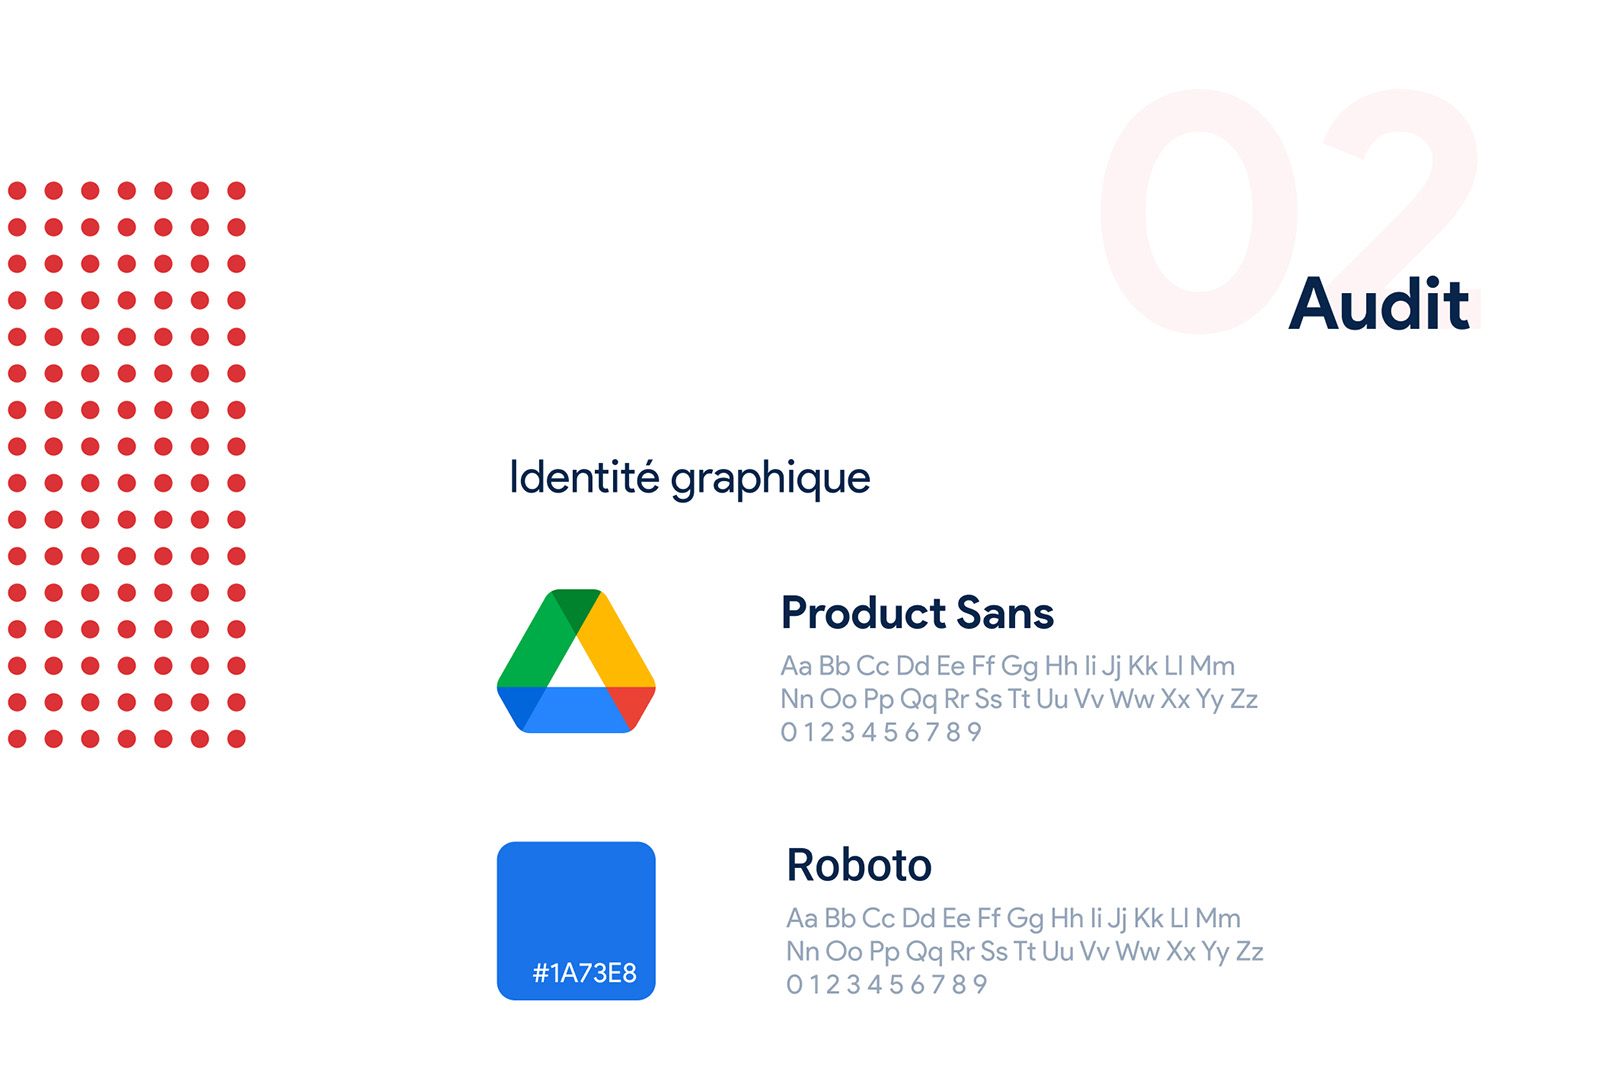 02
Audit
Identité graphique
Product Sans
Aa Bb Cc Dd Ee Ff Gg Hh Ii Jj Kk Ll Mm
Nn Oo Pp Qq Rr Ss Tt Uu Vv Ww Xx Yy Zz
0 1 2 3 4 5 6 7 8 9
#1A73E8
Roboto
Aa Bb Cc Dd Ee Ff Gg Hh Ii Jj Kk Ll Mm
Nn Oo Pp Qq Rr Ss Tt Uu Vv Ww Xx Yy Zz
0 1 2 3 4 5 6 7 8 9